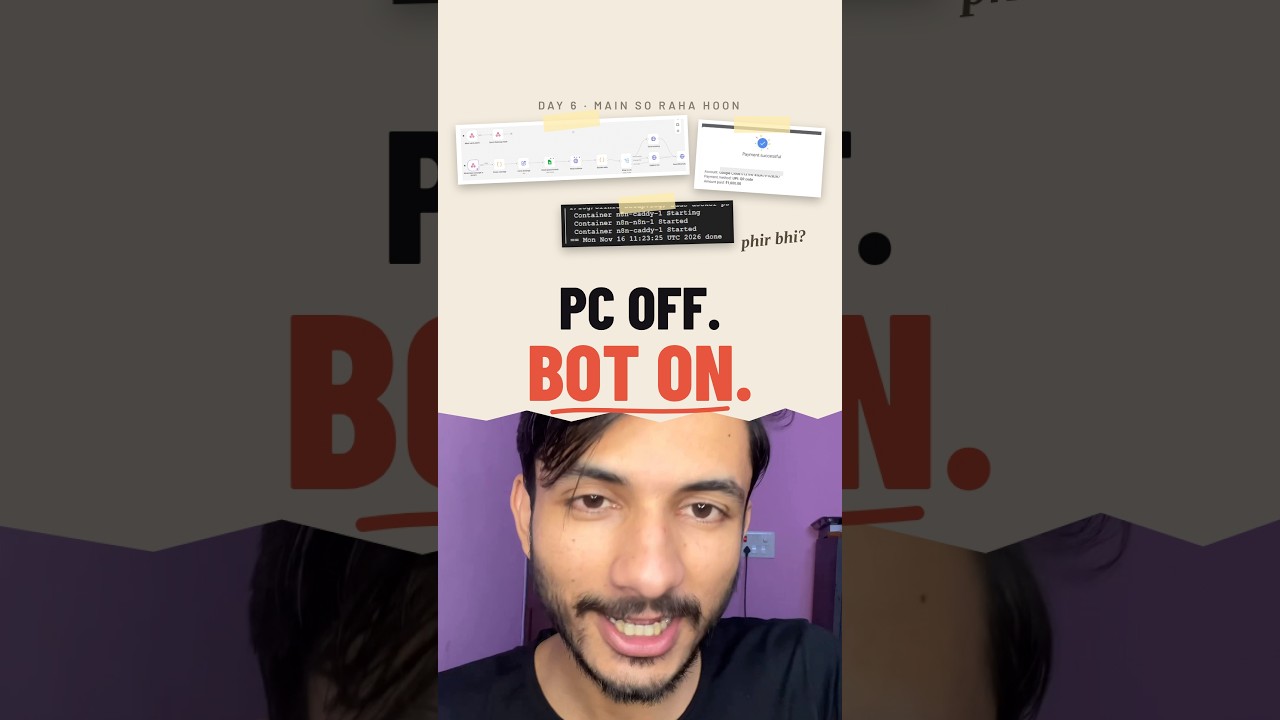 phir
DAY 6 · MAIN SO RAHA HOON
Payment successful
Container n8n-caddy-1 Starting
Container n8n-n8n-1 Started
Container n8n-caddy-1 Started
== Mon Nov 16 11:23:25 UTC 2026 done
phir bhi?
PC OFF.
BOT ON.